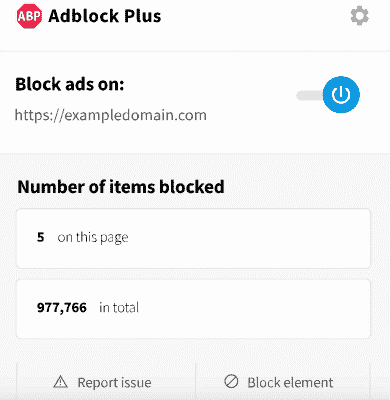 ABP Adblock Plus
Block ads on:
https://exampledomain.com
Number of items blocked
5 on this page
977,766 in total
Report issue Block element